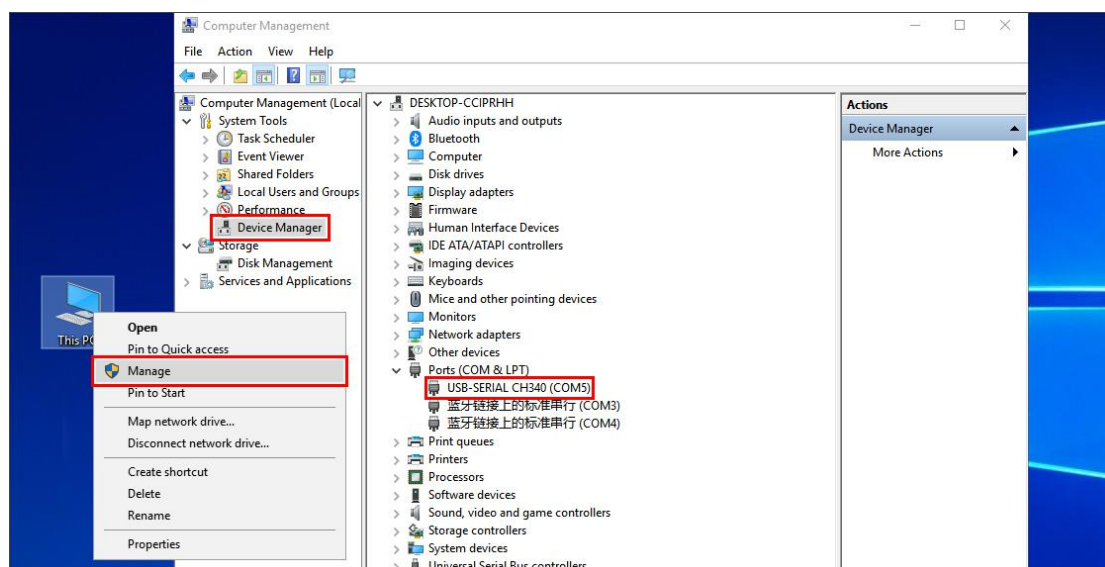 Computer Management
File Action View Help
Computer Management (Local
System Tools
Task Scheduler
Event Viewer
Shared Folders
Local Users and Groups
Performance
Device Manager
Storage
Disk Management
Services and Applications
DESKTOP-CCIPRHH
Audio inputs and outputs
Bluetooth
Computer
Disk drives
Display adapters
Firmware
Human Interface Devices
IDE ATA/ATAPI controllers
Imaging devices
Keyboards
Mice and other pointing devices
Monitors
Network adapters
Other devices
Ports (COM & LPT)
USB-SERIAL CH340 (COM5)
蓝牙链接上的标准串行 (COM3)
蓝牙链接上的标准串行 (COM4)
Print queues
Printers
Processors
Software devices
Sound, video and game controllers
Storage controllers
System devices
Universal Serial Bus controllers
Actions
Device Manager
More Actions
This PC
Open
Pin to Quick access
Manage
Pin to Start
Map network drive...
Disconnect network drive...
Create shortcut
Delete
Rename
Properties